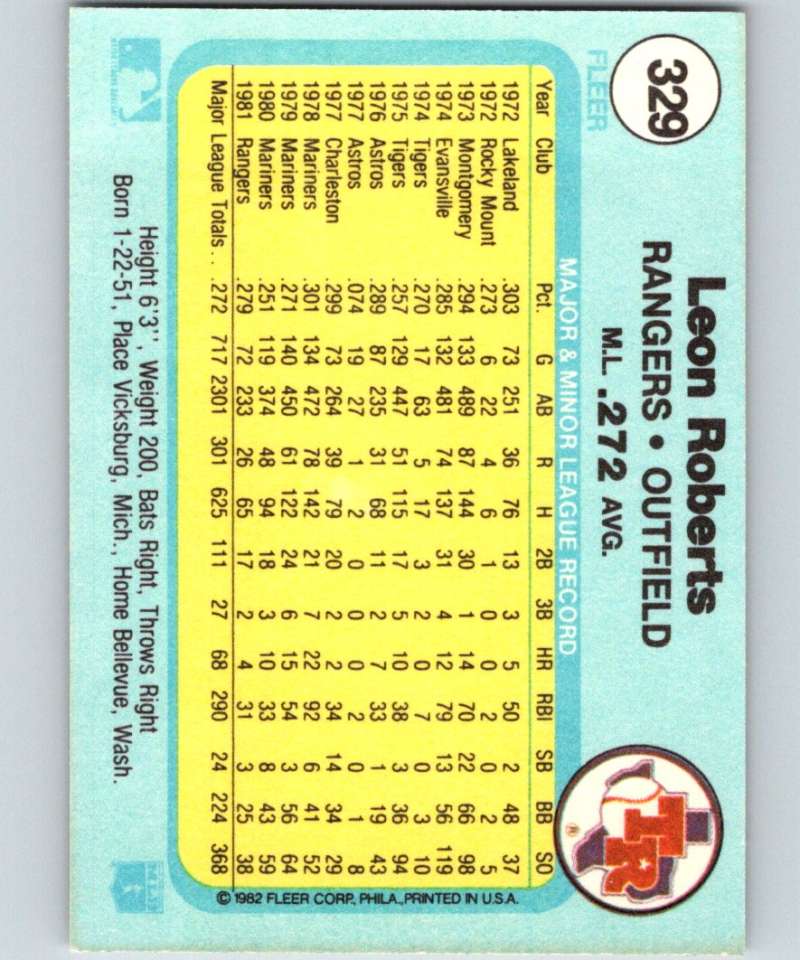 329
FLEER
Leon Roberts
RANGERS • OUTFIELD
M.L. .272 AVG.
TR
®
MAJOR & MINOR LEAGUE RECORD
Year Club Pct. G AB R H 2B 3B HR RBI SB BB SO
1972 Lakeland .303 73 251 36 76 13 3 5 50 2 48 37
1972 Rocky Mount .273 6 22 4 6 1 0 0 2 0 2 5
1973 Montgomery .294 133 489 87 144 30 1 14 70 22 66 98
1974 Evansville .285 132 481 74 137 31 4 12 79 13 56 119
1974 Tigers .270 17 63 5 17 3 2 0 7 0 3 10
1975 Tigers .257 129 447 51 115 17 5 10 38 3 36 94
1976 Astros .289 87 235 31 68 11 2 7 33 1 19 43
1977 Astros .074 19 27 1 2 0 0 0 2 0 1 8
1977 Charleston .299 73 264 39 79 20 2 2 34 14 34 29
1978 Mariners .301 134 472 78 142 21 7 22 92 6 41 52
1979 Mariners .271 140 450 61 122 24 6 15 54 3 56 64
1980 Mariners .251 119 374 48 94 18 3 10 33 8 43 59
1981 Rangers .279 72 233 26 65 17 2 4 31 3 25 38
Major League Totals . . .272 717 2301 301 625 111 27 68 290 24 224 368
© 1982 FLEER CORP., PHILA., PRINTED IN U.S.A.
Height 6'3'', Weight 200, Bats Right, Throws Right
Born 1-22-51, Place Vicksburg, Mich., Home Bellevue, Wash.